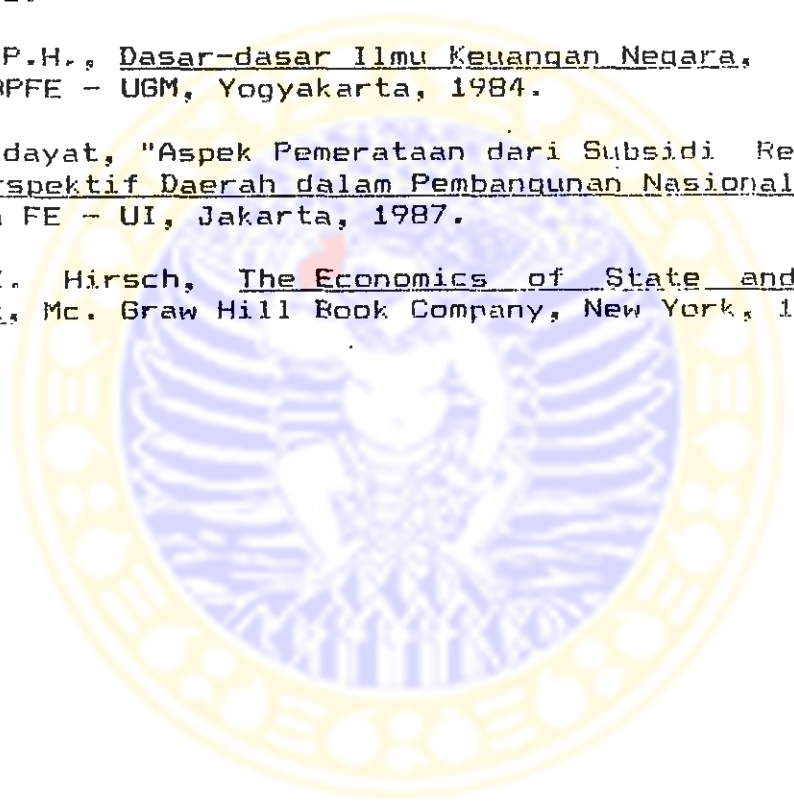 P.H., Dasar-dasar Ilmu Keuangan Negara,
BPFE - UGM, Yogyakarta, 1984.
dayat, "Aspek Pemerataan dari Subsidi Re
rspektif Daerah dalam Pembangunan Nasional
FE - UI, Jakarta, 1987.
Hirsch, The Economics of State and
Mc. Graw Hill Book Company, New York, 1